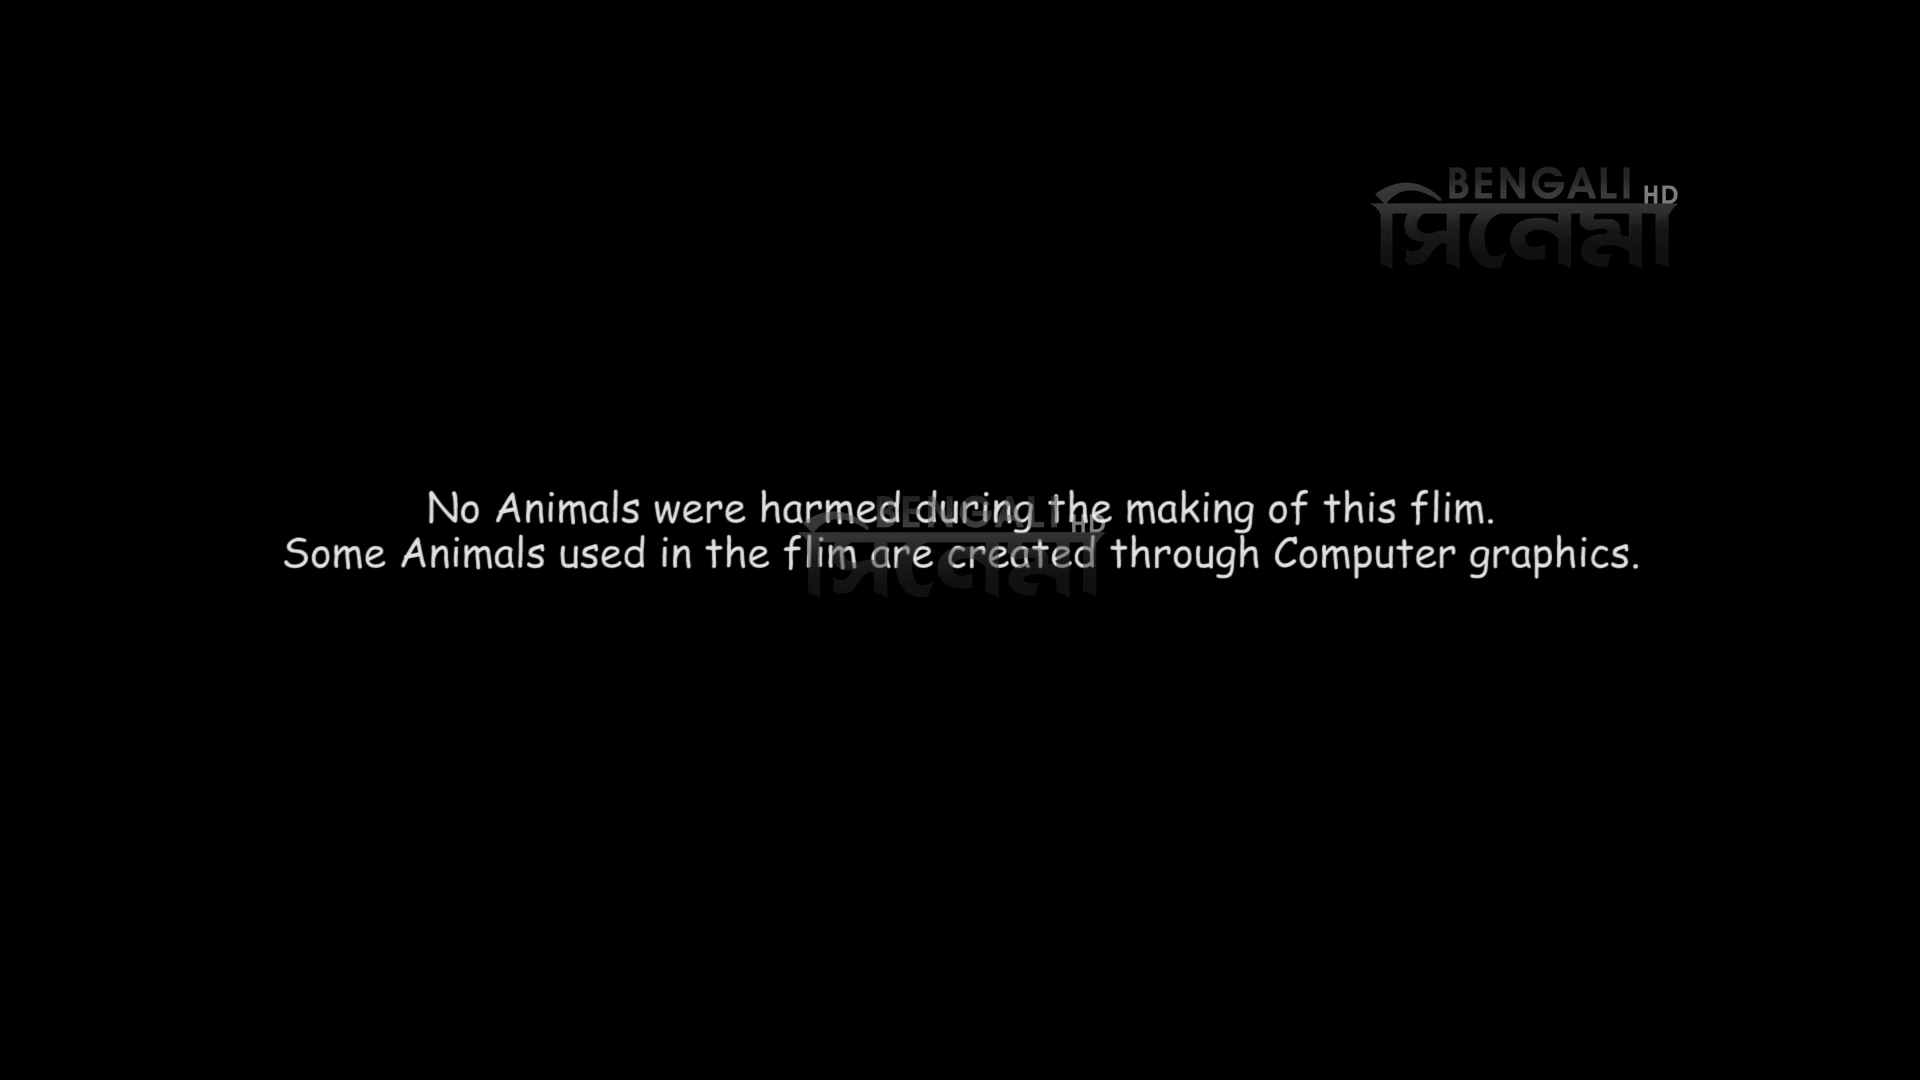 BENGALI HD
সিনেমা
No Animals were harmed during the making of this flim.
Some Animals used in the flim are created through Computer graphics.
BENGALI HD
সিনেমা